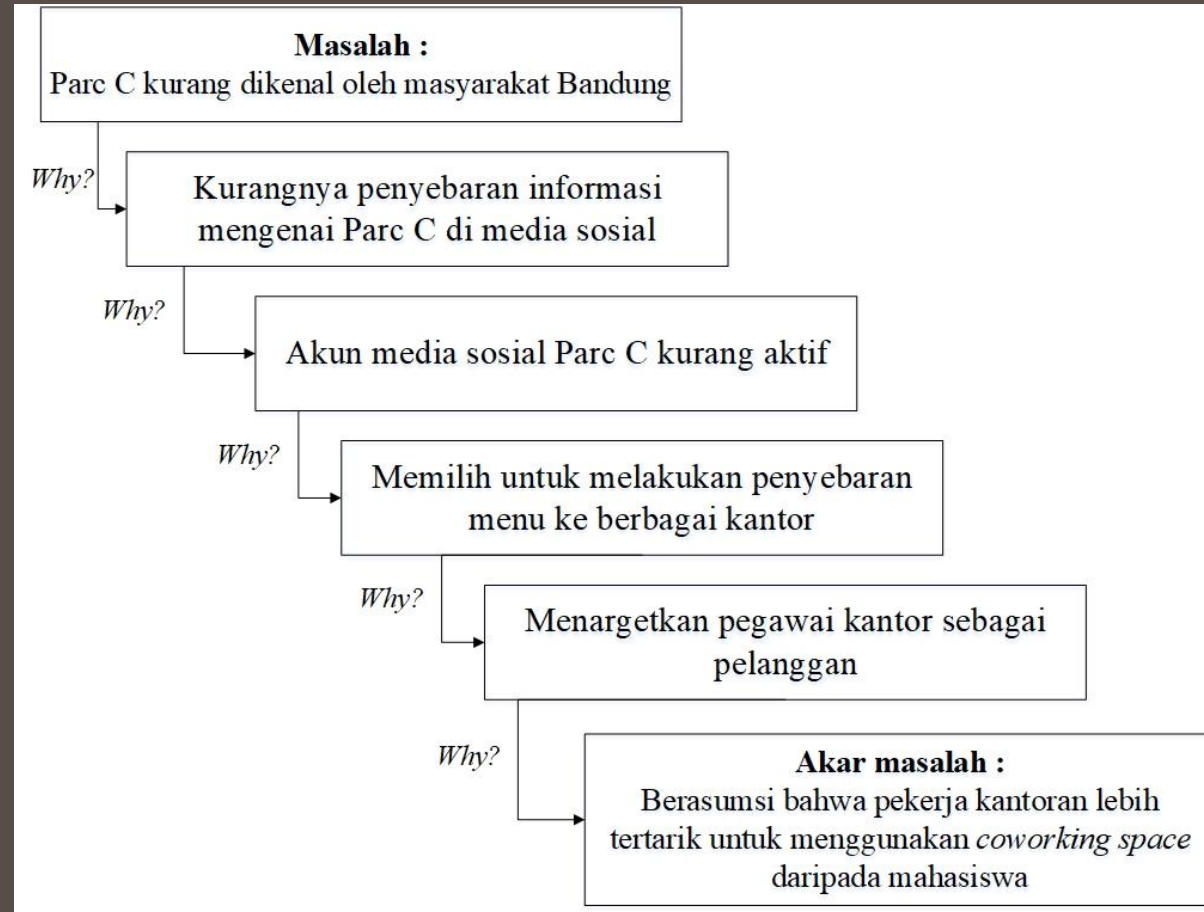 Masalah :
Parc C kurang dikenal oleh masyarakat Bandung
Why?
Kurangnya penyebaran informasi
mengenai Parc C di media sosial
Why?
Akun media sosial Parc C kurang aktif
Why?
Memilih untuk melakukan penyebaran
menu ke berbagai kantor
Why?
Menargetkan pegawai kantor sebagai
pelanggan
Why?
Akar masalah :
Berasumsi bahwa pekerja kantoran lebih
tertarik untuk menggunakan coworking space
daripada mahasiswa